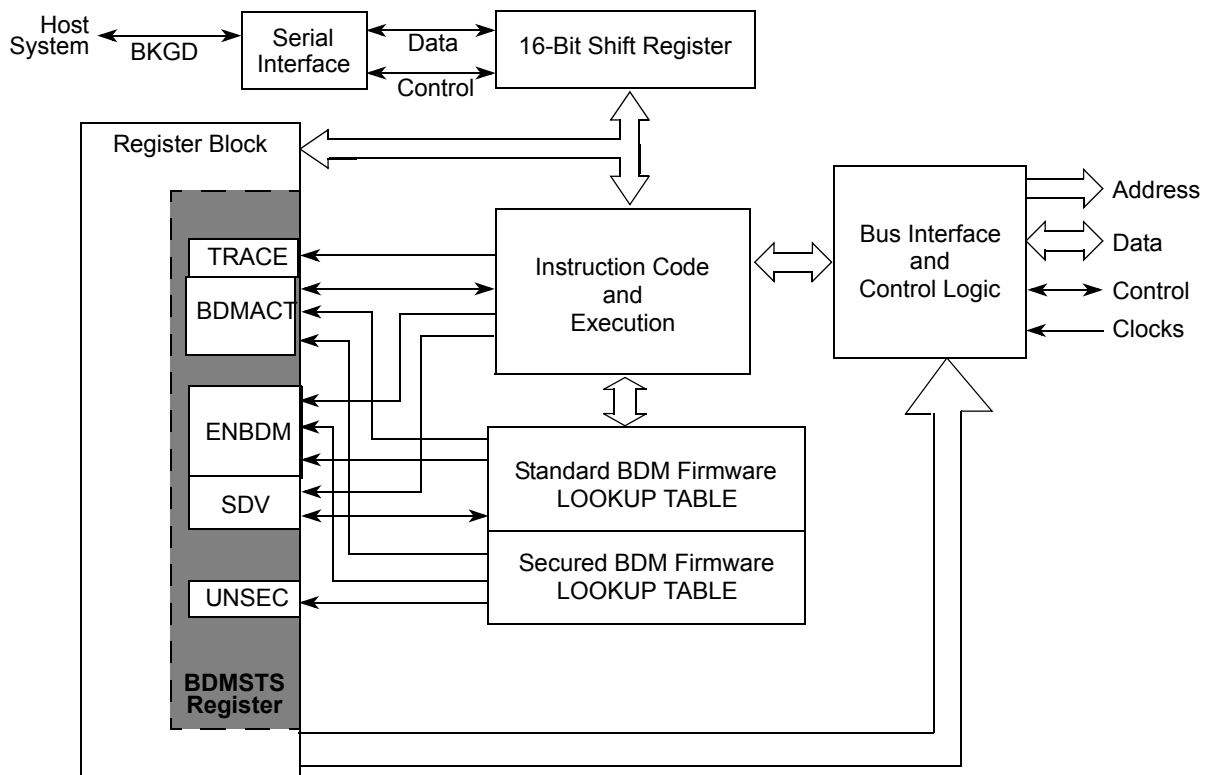 Host
System
BKGD
Serial
Interface
Data
Control
16-Bit Shift Register
Register Block
TRACE
BDMACT
ENBDM
SDV
UNSEC
BDMSTS
Register
Instruction Code
and
Execution
Standard BDM Firmware
LOOKUP TABLE
Secured BDM Firmware
LOOKUP TABLE
Bus Interface
and
Control Logic
Address
Data
Control
Clocks